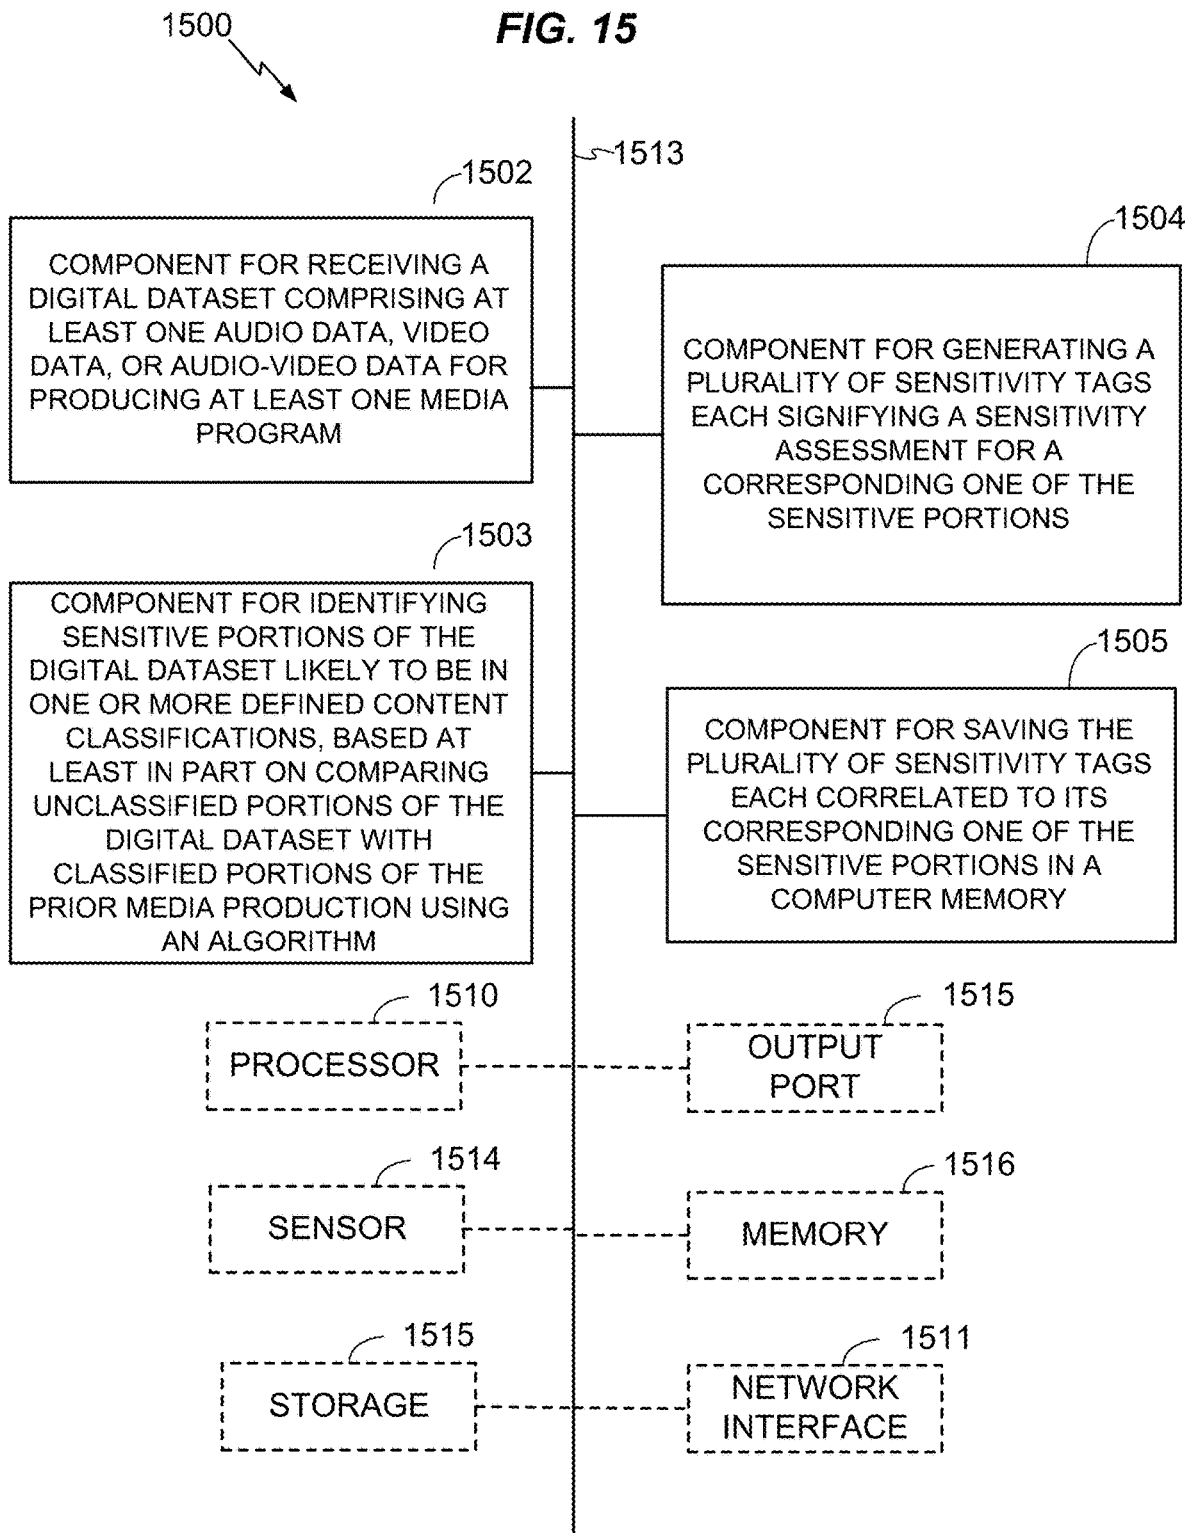 1500
FIG. 15
1513
1502
COMPONENT FOR RECEIVING A
DIGITAL DATASET COMPRISING AT
LEAST ONE AUDIO DATA, VIDEO
DATA, OR AUDIO-VIDEO DATA FOR
PRODUCING AT LEAST ONE MEDIA
PROGRAM
1504
COMPONENT FOR GENERATING A
PLURALITY OF SENSITIVITY TAGS
EACH SIGNIFYING A SENSITIVITY
ASSESSMENT FOR A
CORRESPONDING ONE OF THE
SENSITIVE PORTIONS
1503
COMPONENT FOR IDENTIFYING
SENSITIVE PORTIONS OF THE
DIGITAL DATASET LIKELY TO BE IN
ONE OR MORE DEFINED CONTENT
CLASSIFICATIONS, BASED AT
LEAST IN PART ON COMPARING
UNCLASSIFIED PORTIONS OF THE
DIGITAL DATASET WITH
CLASSIFIED PORTIONS OF THE
PRIOR MEDIA PRODUCTION USING
AN ALGORITHM
1505
COMPONENT FOR SAVING THE
PLURALITY OF SENSITIVITY TAGS
EACH CORRELATED TO ITS
CORRESPONDING ONE OF THE
SENSITIVE PORTIONS IN A
COMPUTER MEMORY
1510
PROCESSOR
1515
OUTPUT
PORT
1514
SENSOR
1516
MEMORY
1515
STORAGE
1511
NETWORK
INTERFACE